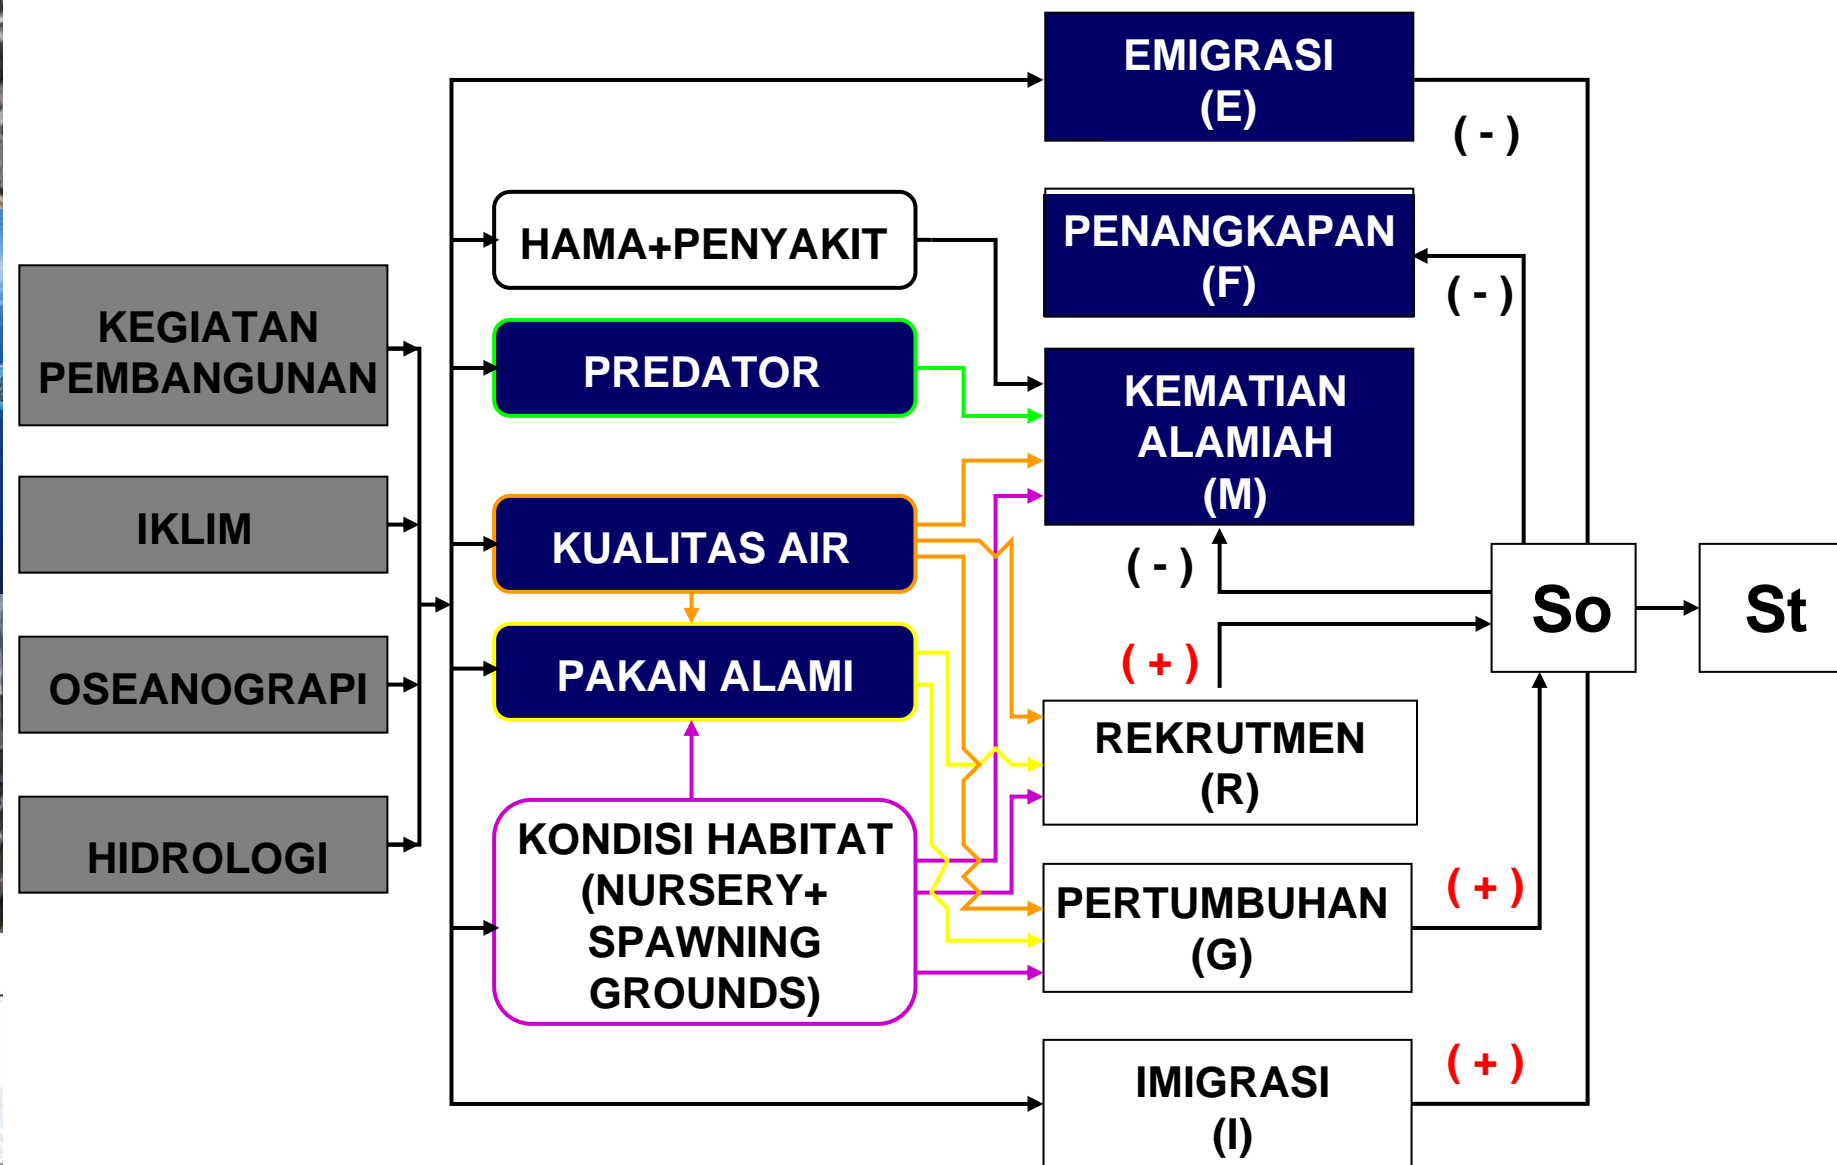 KEGIATAN
PEMBANGUNAN
IKLIM
OSEANOGRAPI
HIDROLOGI
HAMA+PENYAKIT
PREDATOR
KUALITAS AIR
PAKAN ALAMI
KONDISI HABITAT
(NURSERY+
SPAWNING
GROUNDS)
EMIGRASI
(E)
( - )
PENANGKAPAN
(F)
( - )
KEMATIAN
ALAMIAH
(M)
( - )
( + )
REKRUTMEN
(R)
PERTUMBUHAN
(G)
( + )
IMIGRASI
(I)
( + )
So
St